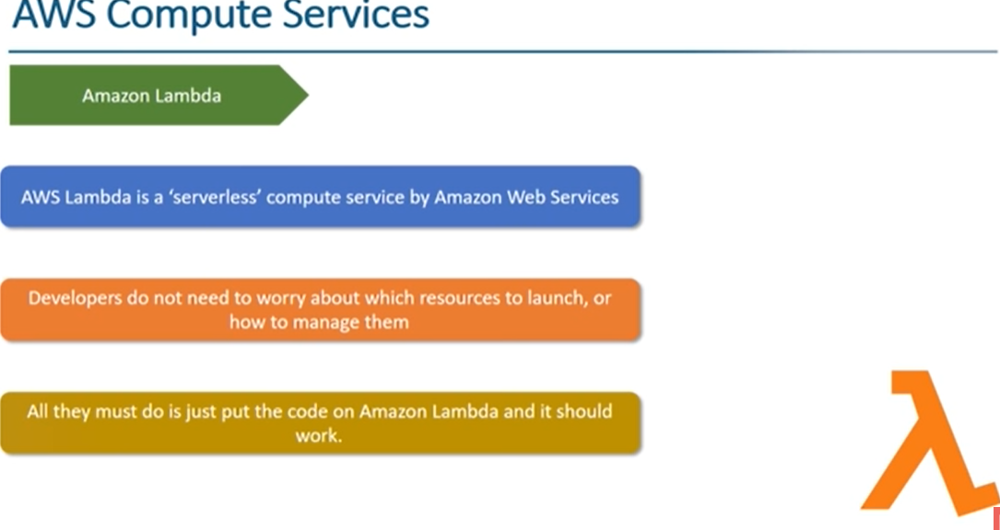 AWS Compute Services
Amazon Lambda
AWS Lambda is a ‘serverless’ compute service by Amazon Web Services
Developers do not need to worry about which resources to launch, or
how to manage them
All they must do is just put the code on Amazon Lambda and it should
work.